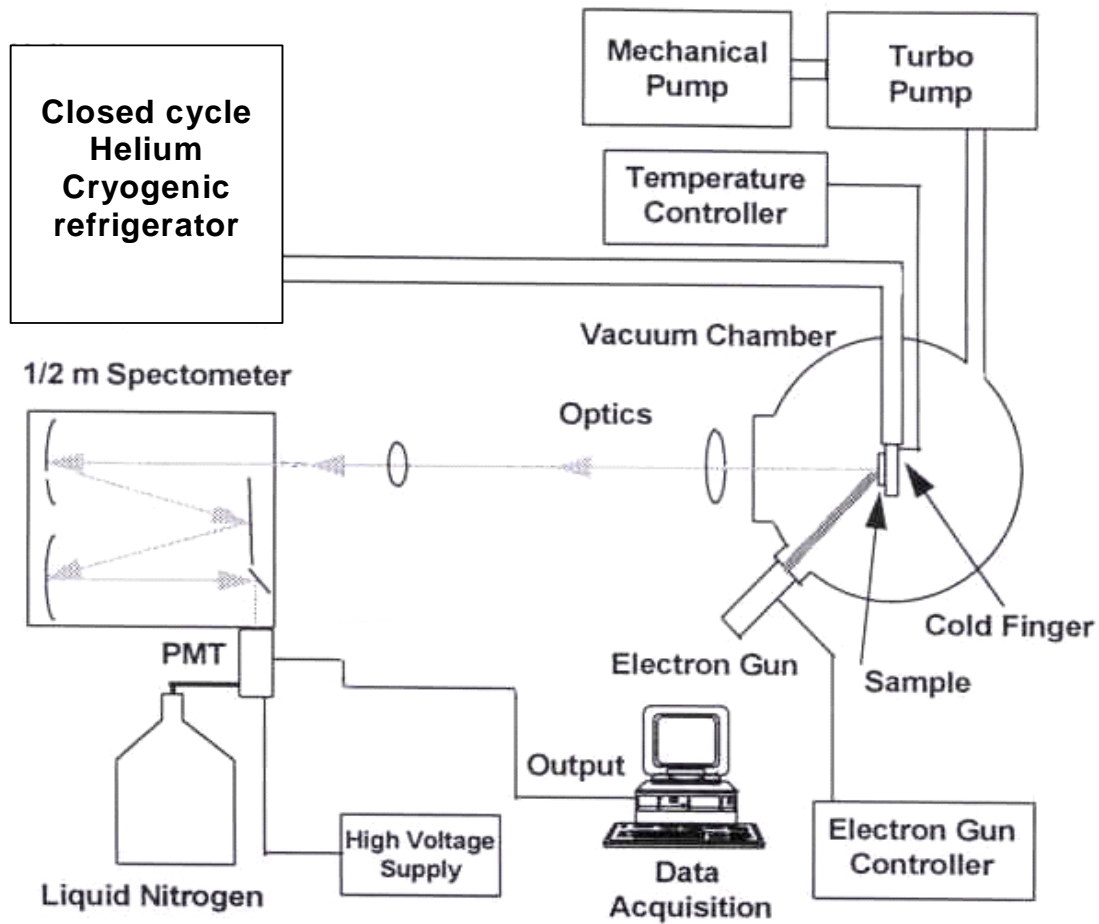 Mechanical
Pump
Turbo
Pump
Closed cycle
Helium
Cryogenic
refrigerator
Temperature
Controller
Vacuum Chamber
1/2 m Spectometer
Optics
Cold Finger
PMT
Electron Gun
Sample
Output
High Voltage
Supply
Electron Gun
Controller
Liquid Nitrogen
Data
Acquisition